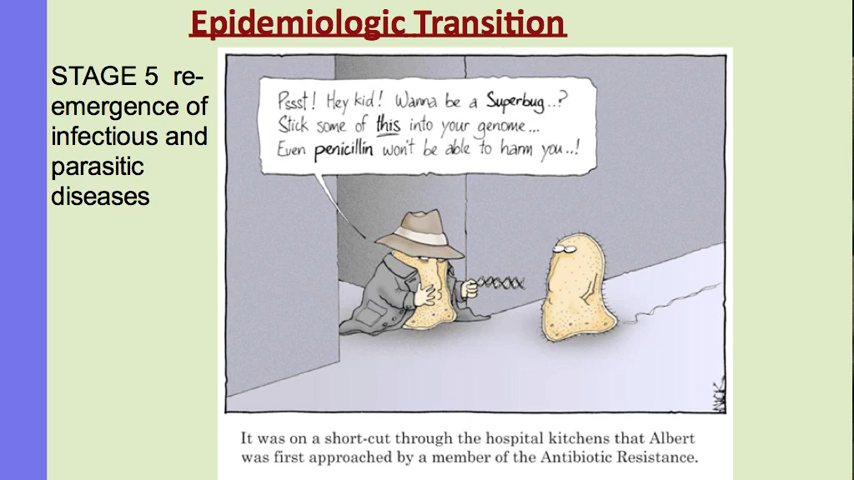 Epidemiologic Transition
STAGE 5 re-
emergence of
infectious and
parasitic
diseases
Pssst! Hey kid! Wanna be a Superbug..?
Stick some of this into your genome...
Even penicillin won't be able to harm you..!
NICK
It was on a short-cut through the hospital kitchens that Albert
was first approached by a member of the Antibiotic Resistance.